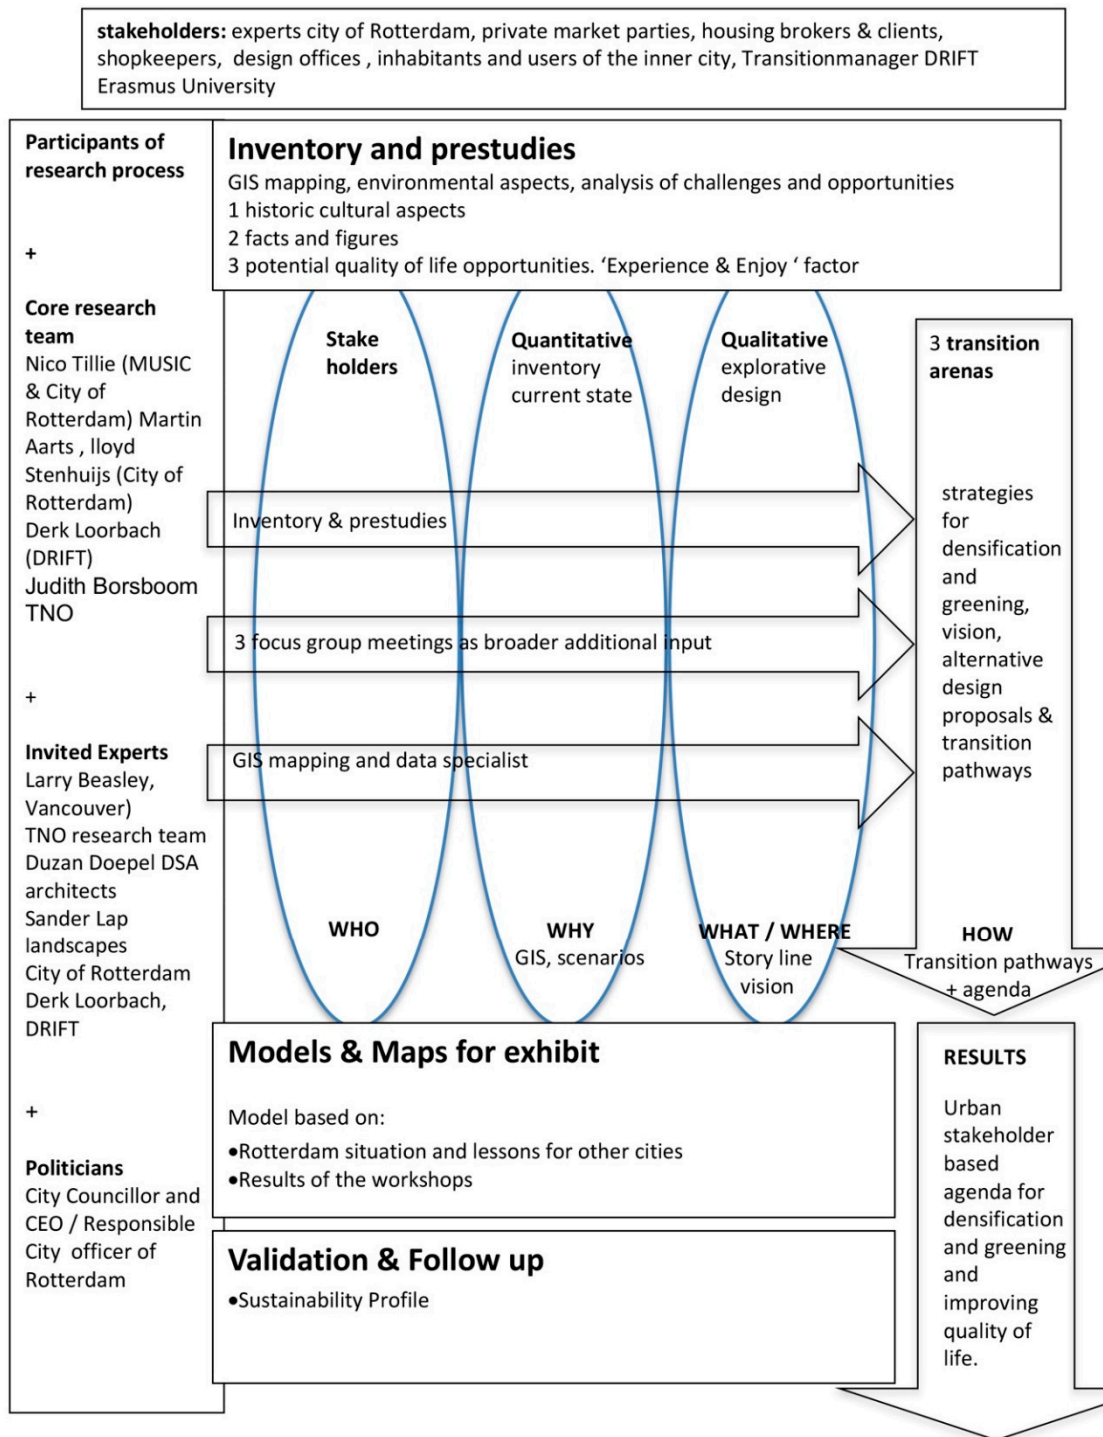 stakeholders: experts city of Rotterdam, private market parties, housing brokers & clients,
shopkeepers, design offices , inhabitants and users of the inner city, Transitionmanager DRIFT
Erasmus University
Participants of
research process
+
Core research
team
Nico Tillie (MUSIC
& City of
Rotterdam) Martin
Aarts , lloyd
Stenhuijs (City of
Rotterdam)
Derk Loorbach
(DRIFT)
Judith Borsboom
TNO
+
Invited Experts
Larry Beasley,
Vancouver)
TNO research team
Duzan Doepel DSA
architects
Sander Lap
landscapes
City of Rotterdam
Derk Loorbach,
DRIFT
+
Politicians
City Councillor and
CEO / Responsible
City officer of
Rotterdam
Inventory and prestudies
GIS mapping, environmental aspects, analysis of challenges and opportunities
1 historic cultural aspects
2 facts and figures
3 potential quality of life opportunities. ‘Experience & Enjoy ‘ factor
Stake
holders
Quantitative
inventory
current state
Qualitative
explorative
design
Inventory & prestudies
3 focus group meetings as broader additional input
GIS mapping and data specialist
WHO
WHY
GIS, scenarios
WHAT / WHERE
Story line
vision
3 transition
arenas
strategies
for
densification
and
greening,
vision,
alternative
design
proposals &
transition
pathways
HOW
Transition pathways
+ agenda
Models & Maps for exhibit
Model based on:
•Rotterdam situation and lessons for other cities
•Results of the workshops
Validation & Follow up
•Sustainability Profile
RESULTS
Urban
stakeholder
based
agenda for
densification
and greening
and
improving
quality of
life.